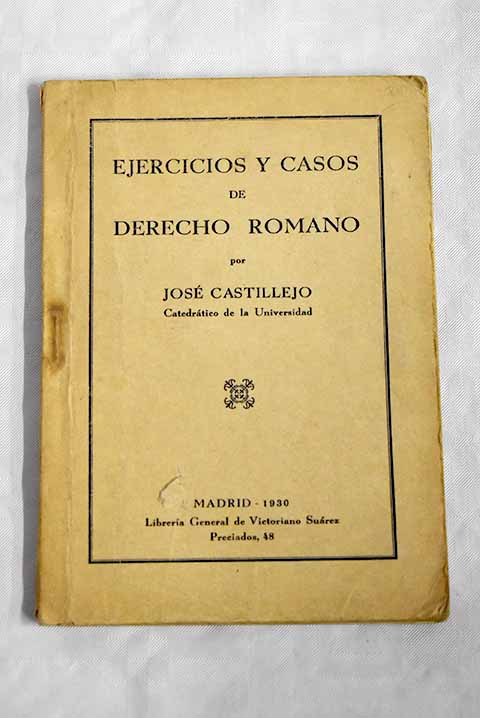 EJERCICIOS Y CASOS
DE
DERECHO ROMANO
por
JOSÉ CASTILLEJO
Catedrático de la Universidad
MADRID - 1930
Librería General de Victoriano Suárez
Preciados, 48